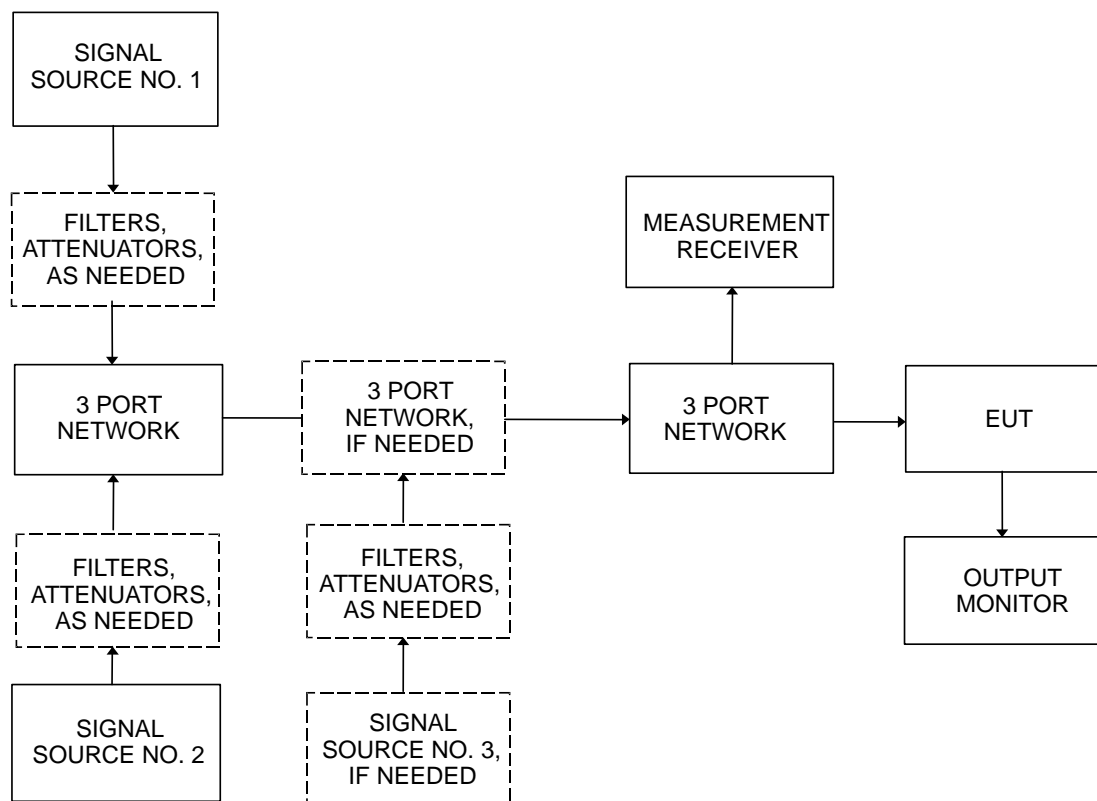 SIGNAL
SOURCE NO. 1
FILTERS,
ATTENUATORS,
AS NEEDED
MEASUREMENT
RECEIVER
3 PORT
NETWORK
3 PORT
NETWORK,
IF NEEDED
3 PORT
NETWORK
EUT
FILTERS,
ATTENUATORS,
AS NEEDED
FILTERS,
ATTENUATORS,
AS NEEDED
OUTPUT
MONITOR
SIGNAL
SOURCE NO. 2
SIGNAL
SOURCE NO. 3,
IF NEEDED